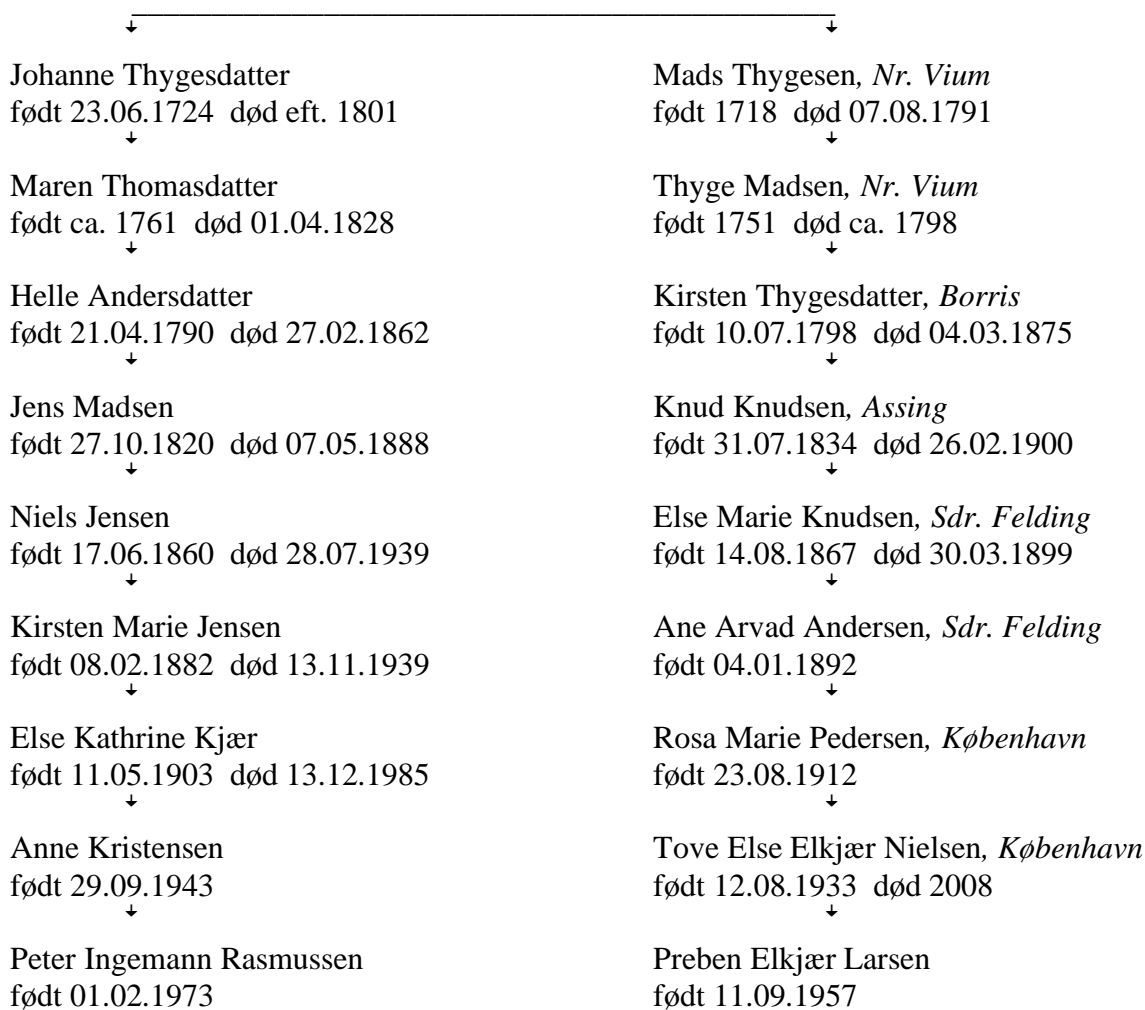 Johanne Thygesdatter
født 23.06.1724 død eft. 1801
Maren Thomasdatter
født ca. 1761 død 01.04.1828
Helle Andersdatter
født 21.04.1790 død 27.02.1862
Jens Madsen
født 27.10.1820 død 07.05.1888
Niels Jensen
født 17.06.1860 død 28.07.1939
Kirsten Marie Jensen
født 08.02.1882 død 13.11.1939
Else Kathrine Kjær
født 11.05.1903 død 13.12.1985
Anne Kristensen
født 29.09.1943
Peter Ingemann Rasmussen
født 01.02.1973
Mads Thygesen, Nr. Vium
født 1718 død 07.08.1791
Thyge Madsen, Nr. Vium
født 1751 død ca. 1798
Kirsten Thygesdatter, Borris
født 10.07.1798 død 04.03.1875
Knud Knudsen, Assing
født 31.07.1834 død 26.02.1900
Else Marie Knudsen, Sdr. Felding
født 14.08.1867 død 30.03.1899
Ane Arvad Andersen, Sdr. Felding
født 04.01.1892
Rosa Marie Pedersen, København
født 23.08.1912
Tove Else Elkjær Nielsen, København
født 12.08.1933 død 2008
Preben Elkjær Larsen
født 11.09.1957